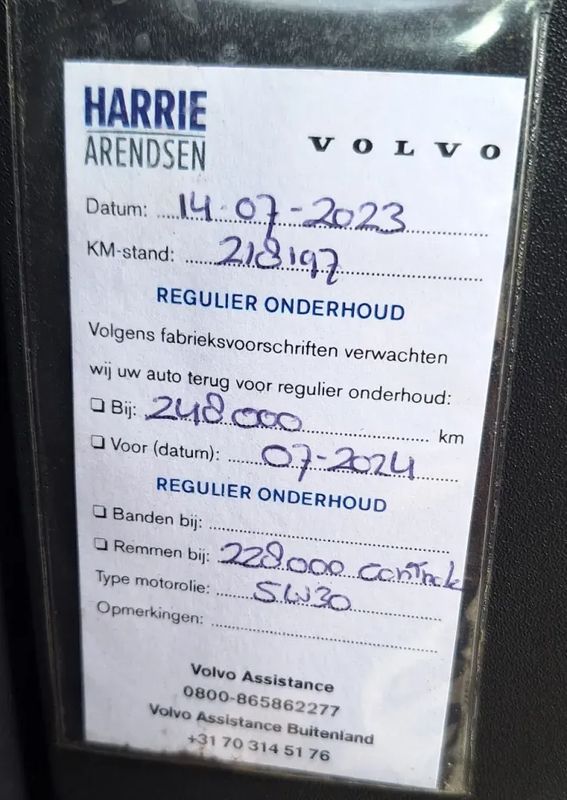 HARRIE
ARENDSEN
VOLVO
Datum: 14-07-2023
KM-stand: 218197
REGULIER ONDERHOUD
Volgens fabrieksvoorschriften verwachten
wij uw auto terug voor regulier onderhoud:
❏ Bij: 248.000 km
❏ Voor (datum): 07-2024
REGULIER ONDERHOUD
❏ Banden bij:
❏ Remmen bij: 228.000 controle
Type motorolie: 5W30
Opmerkingen:
Volvo Assistance
0800-865862277
Volvo Assistance Buitenland
+31 70 314 51 76